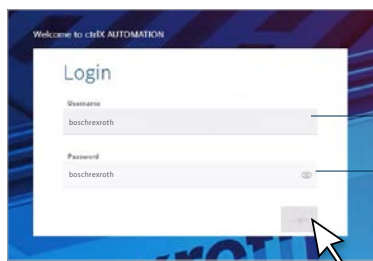 Welcome to ctrlX AUTOMATION
Login
Username
boschrexroth
Password
boschrexroth